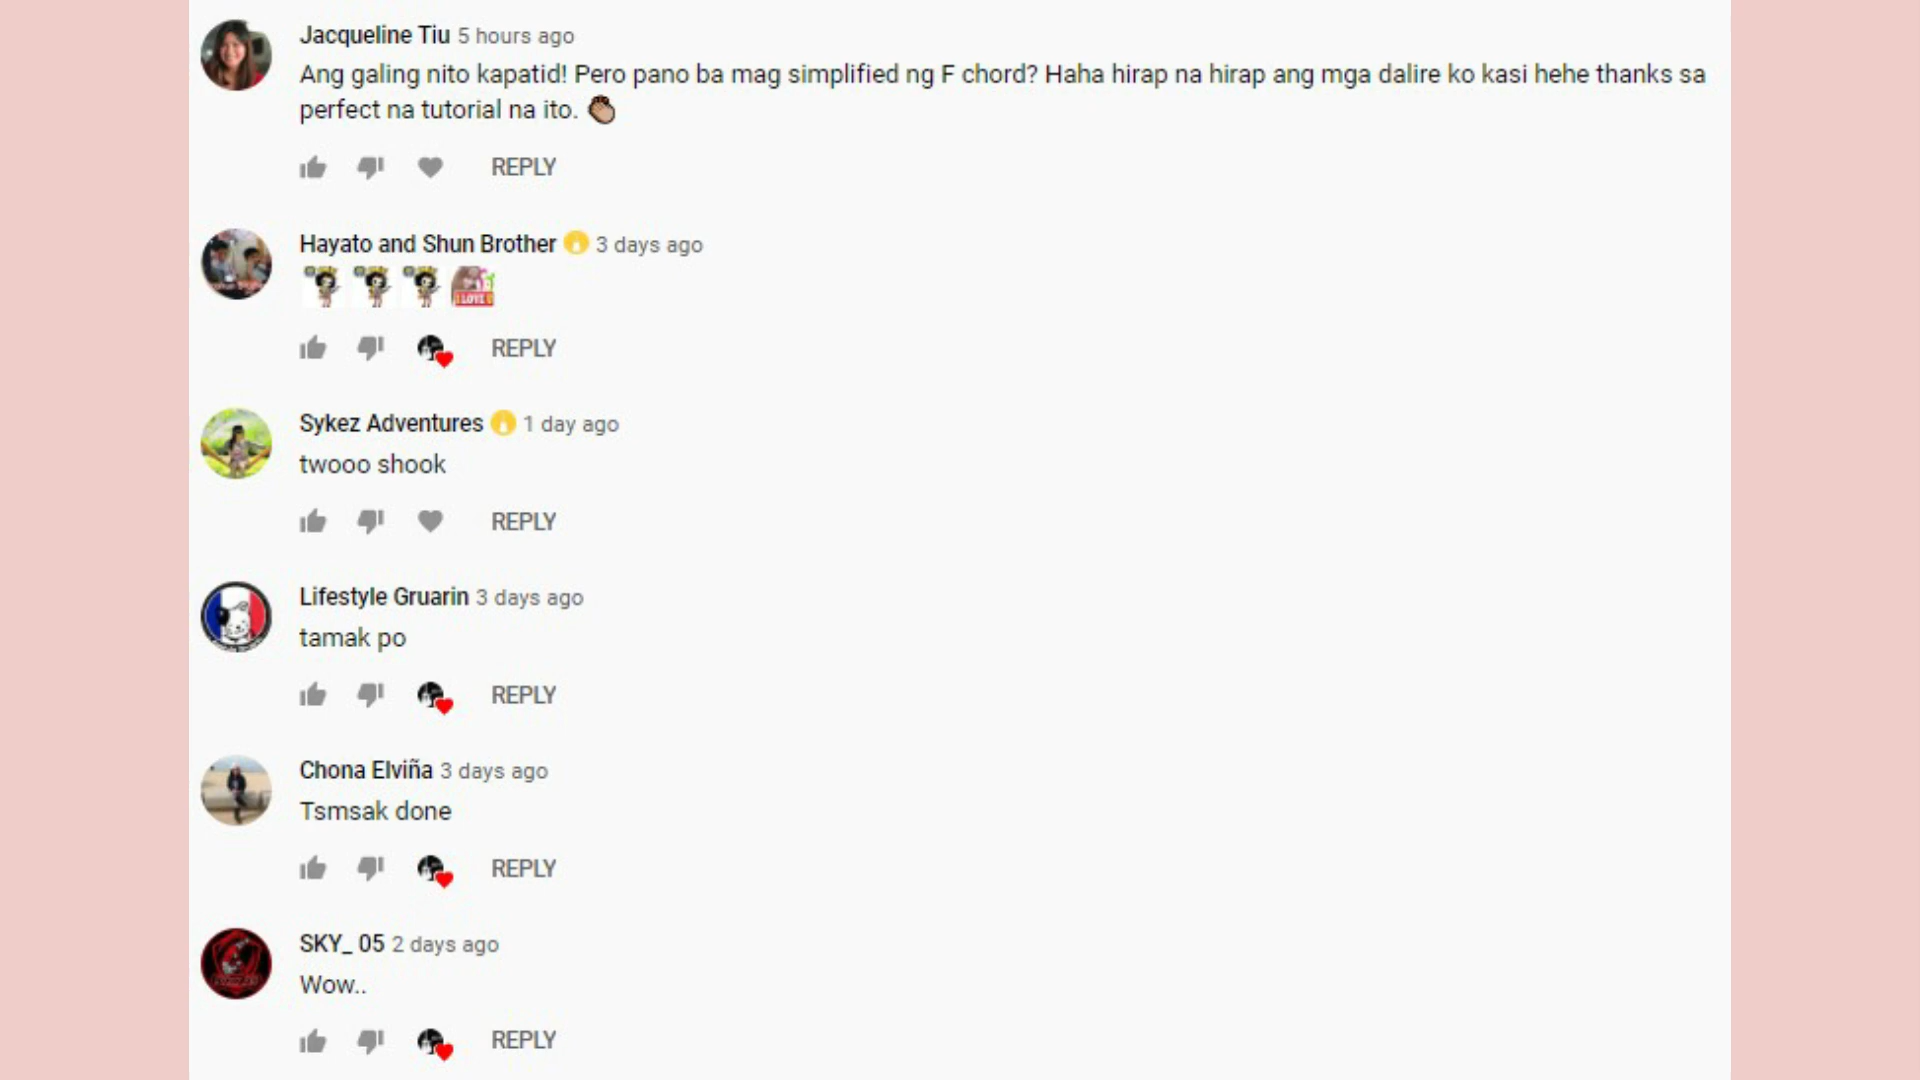 Jacqueline Tiu 5 hours ago
Ang galing nito kapatid! Pero pano ba mag simplified ng F chord? Haha hirap na hirap ang mga dalire ko kasi hehe thanks sa
perfect na tutorial na ito.
REPLY
Hayato and Shun Brother 3 days ago
I LOVE U
REPLY
Sykez Adventures 1 day ago
twooo shook
REPLY
Lifestyle Gruarin 3 days ago
tamak po
REPLY
Chona Elviña 3 days ago
Tsmsak done
REPLY
SKY_ 05 2 days ago
Wow..
REPLY